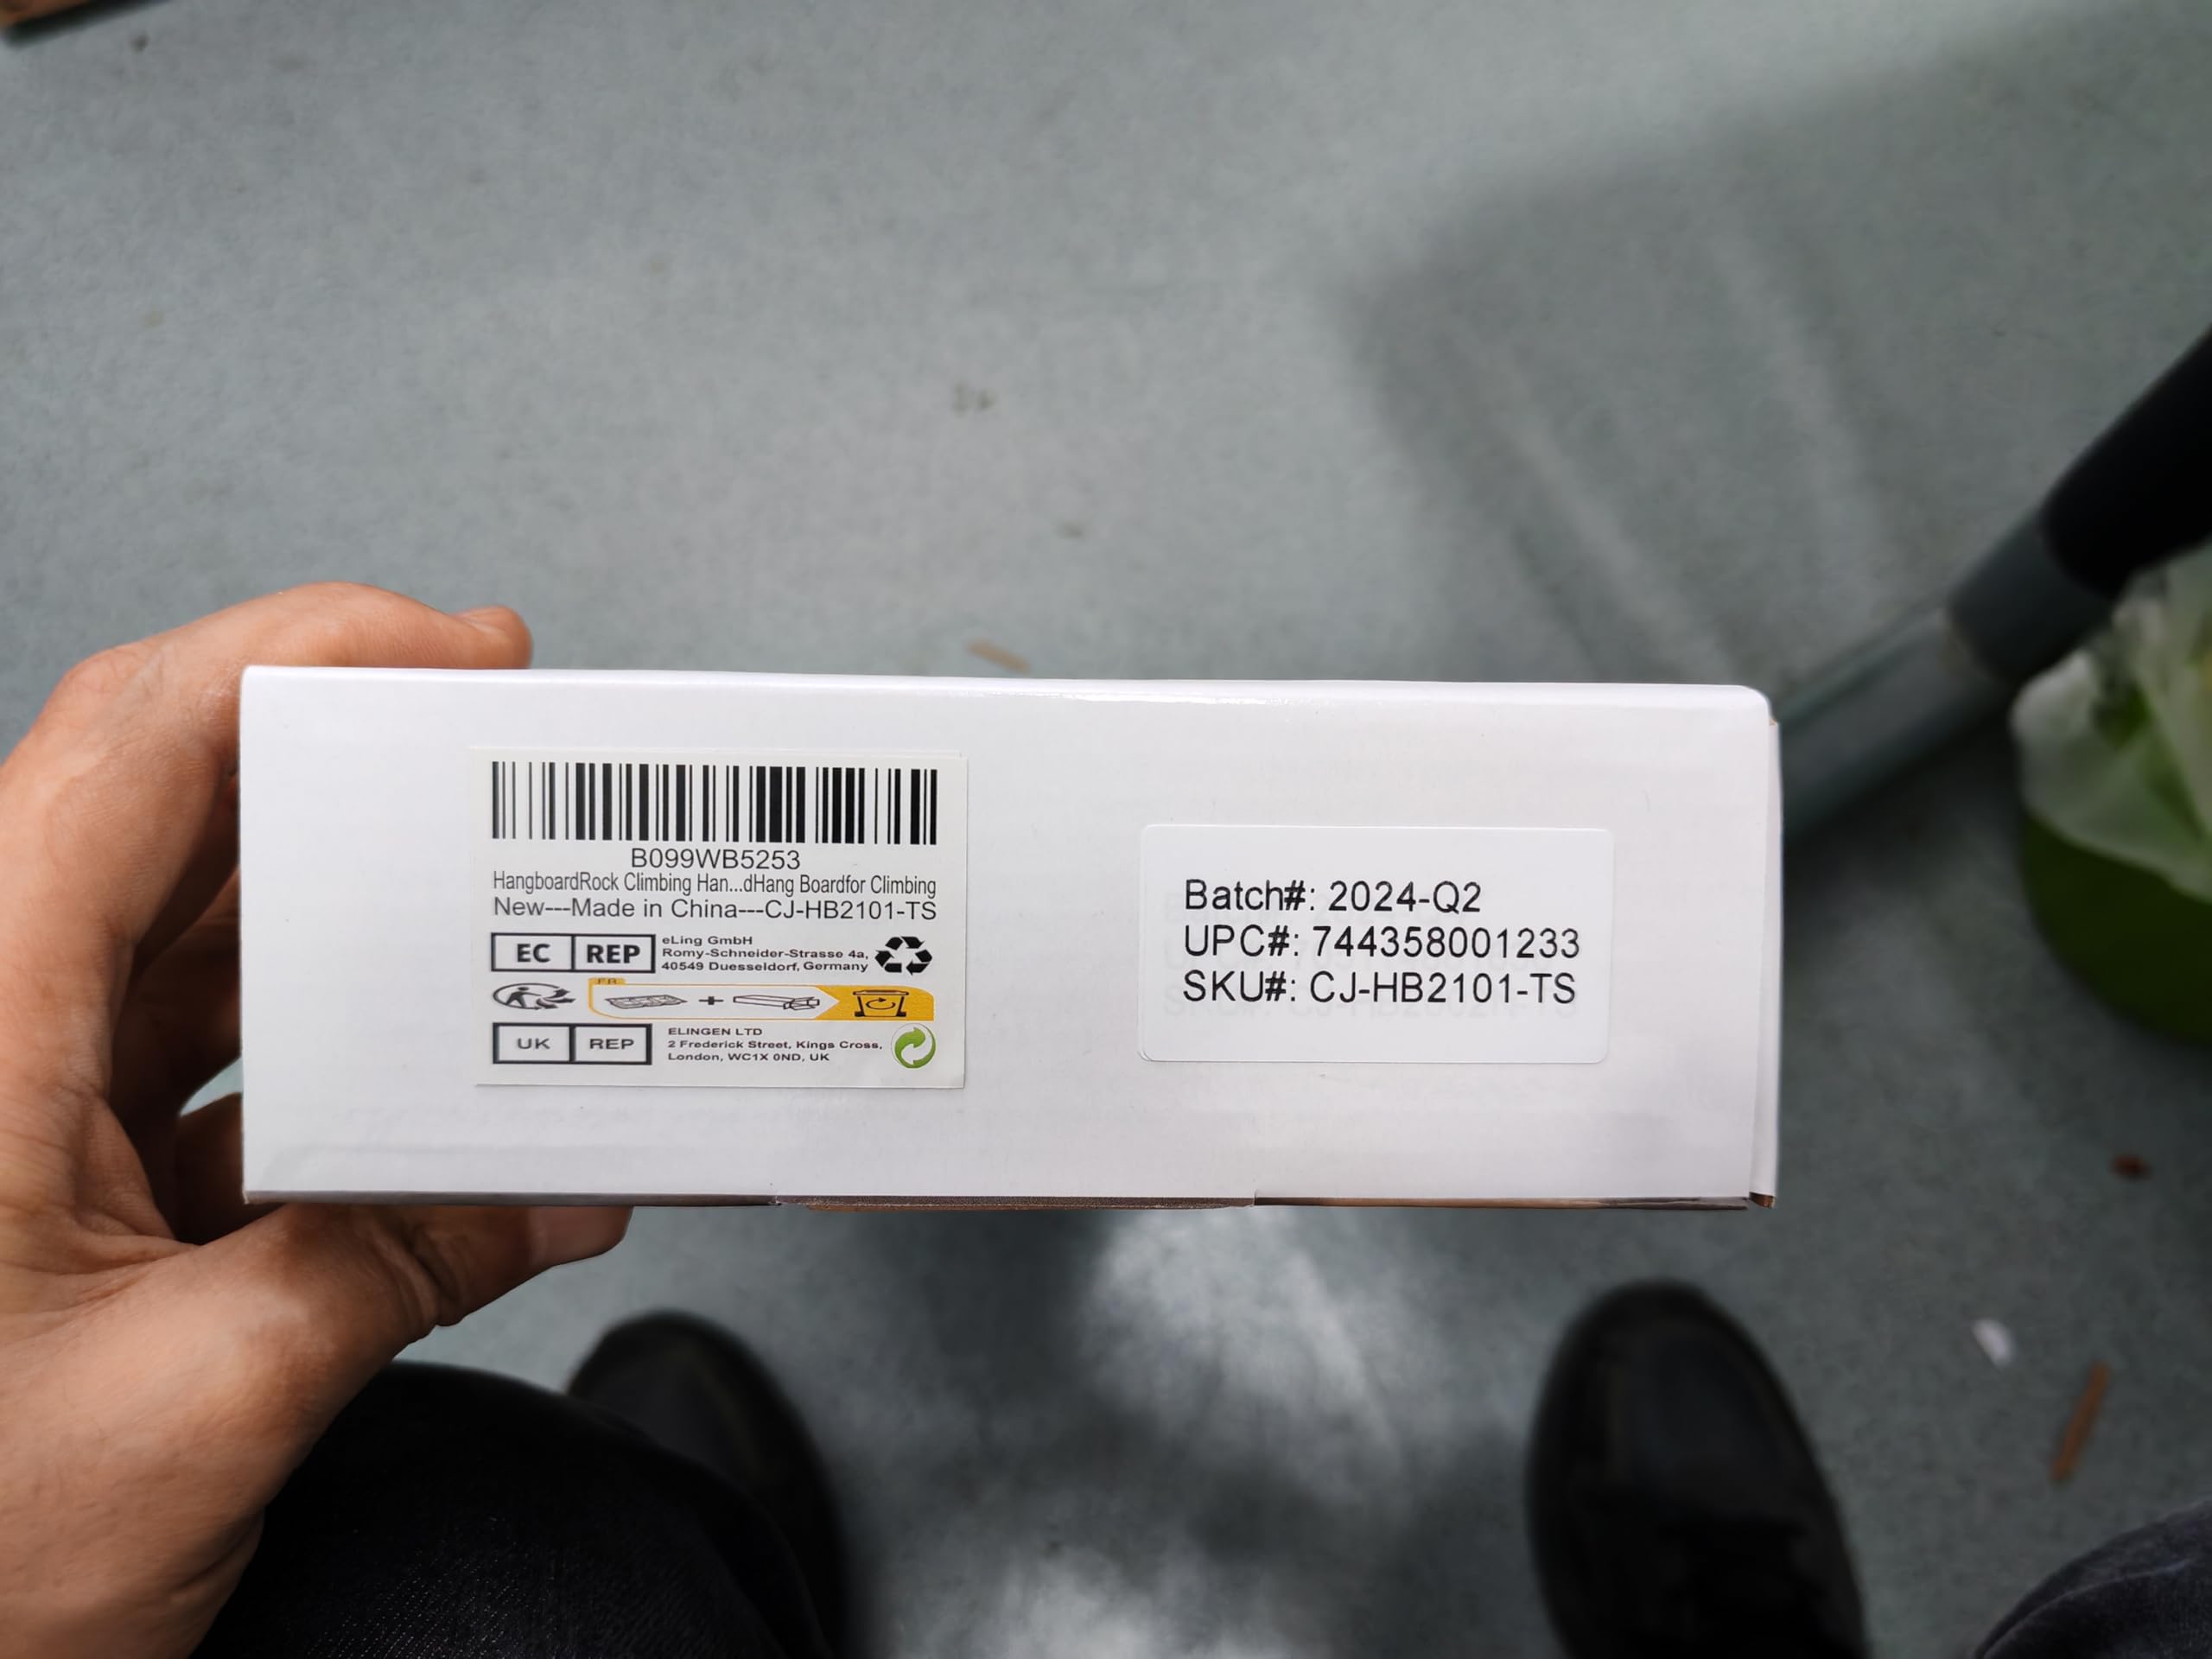 B099WB5253
HangboardRock Climbing Han...dHang Boardfor Climbing
New---Made in China---CJ-HB2101-TS
EC REP
eLing GmbH
Romy-Schneider-Strasse 4a,
40549 Duesseldorf, Germany
FR
+
UK REP
ELINGEN LTD
2 Frederick Street, Kings Cross,
London, WC1X 0ND, UK
Batch#: 2024-Q2
UPC#: 744358001233
SKU#: CJ-HB2101-TS